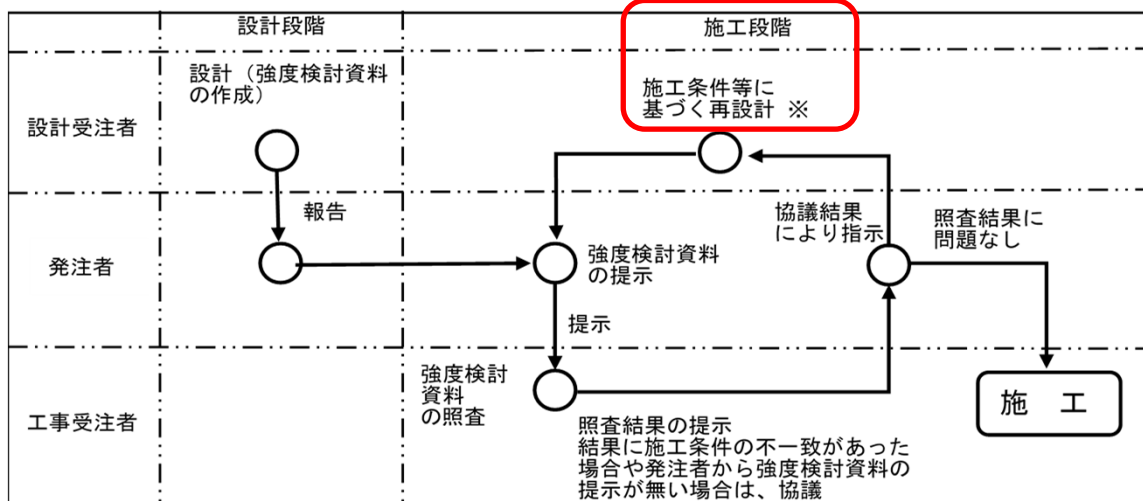 設計段階
施工段階
設計受注者
設計（強度検討資料
の作成）
施工条件等に
基づく再設計 ※
報告
協議結果
により指示
照査結果に
問題なし
発注者
強度検討資料
の提示
提示
工事受注者
強度検討
資料
の照査
施 工
照査結果の提示
結果に施工条件の不一致があった
場合や発注者から強度検討資料の
提示が無い場合は、協議